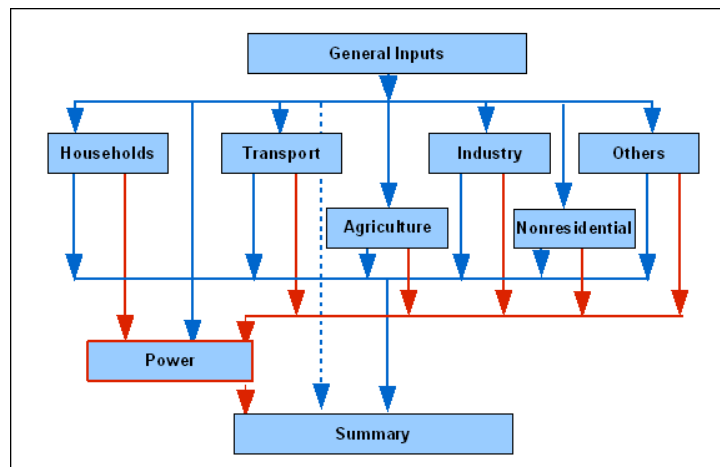 General Inputs
Households
Transport
Industry
Others
Agriculture
Nonresidential
Power
Summary